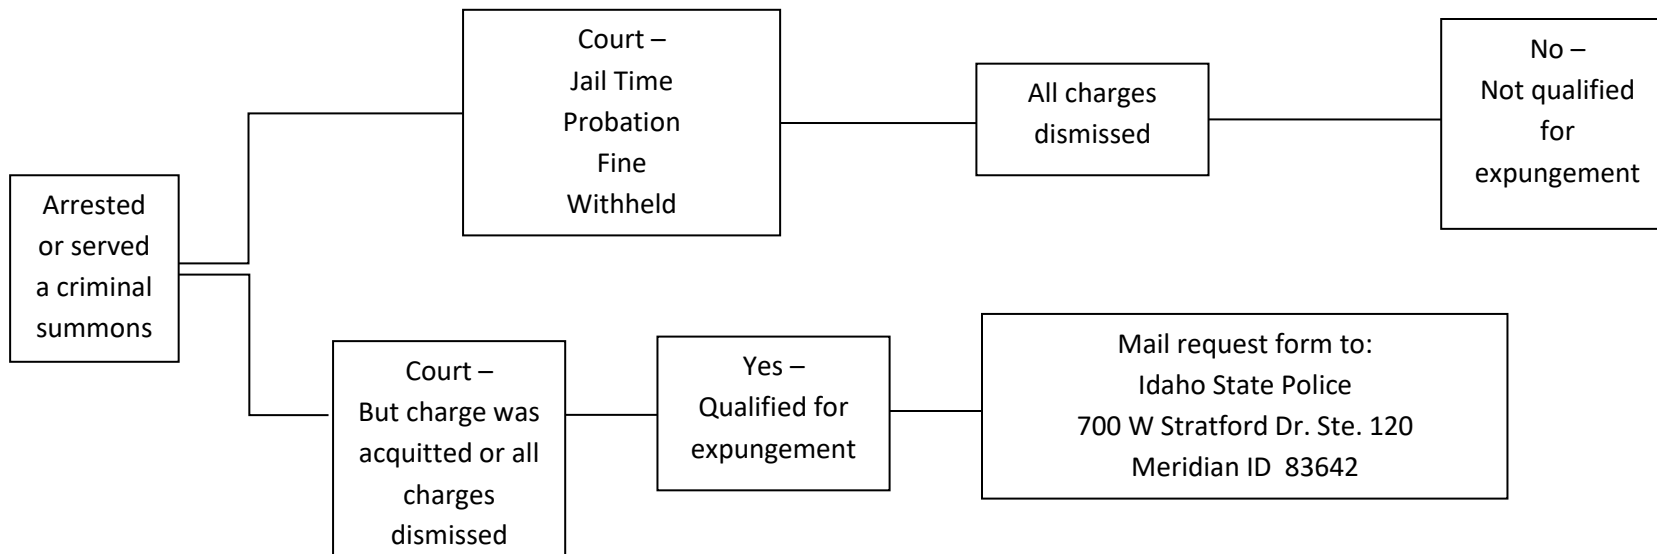 Arrested
or served
a criminal
summons
Court –
Jail Time
Probation
Fine
Withheld
All charges
dismissed
No –
Not qualified
for
expungement
Court –
But charge was
acquitted or all
charges
dismissed
Yes –
Qualified for
expungement
Mail request form to:
Idaho State Police
700 W Stratford Dr. Ste. 120
Meridian ID  83642